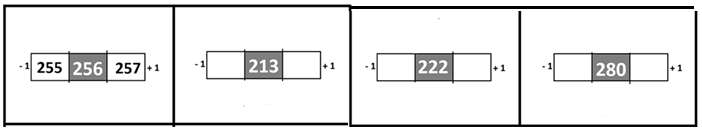 - 1 255 256 257 + 1
- 1 213 + 1
- 1 222 + 1
- 1 280 + 1